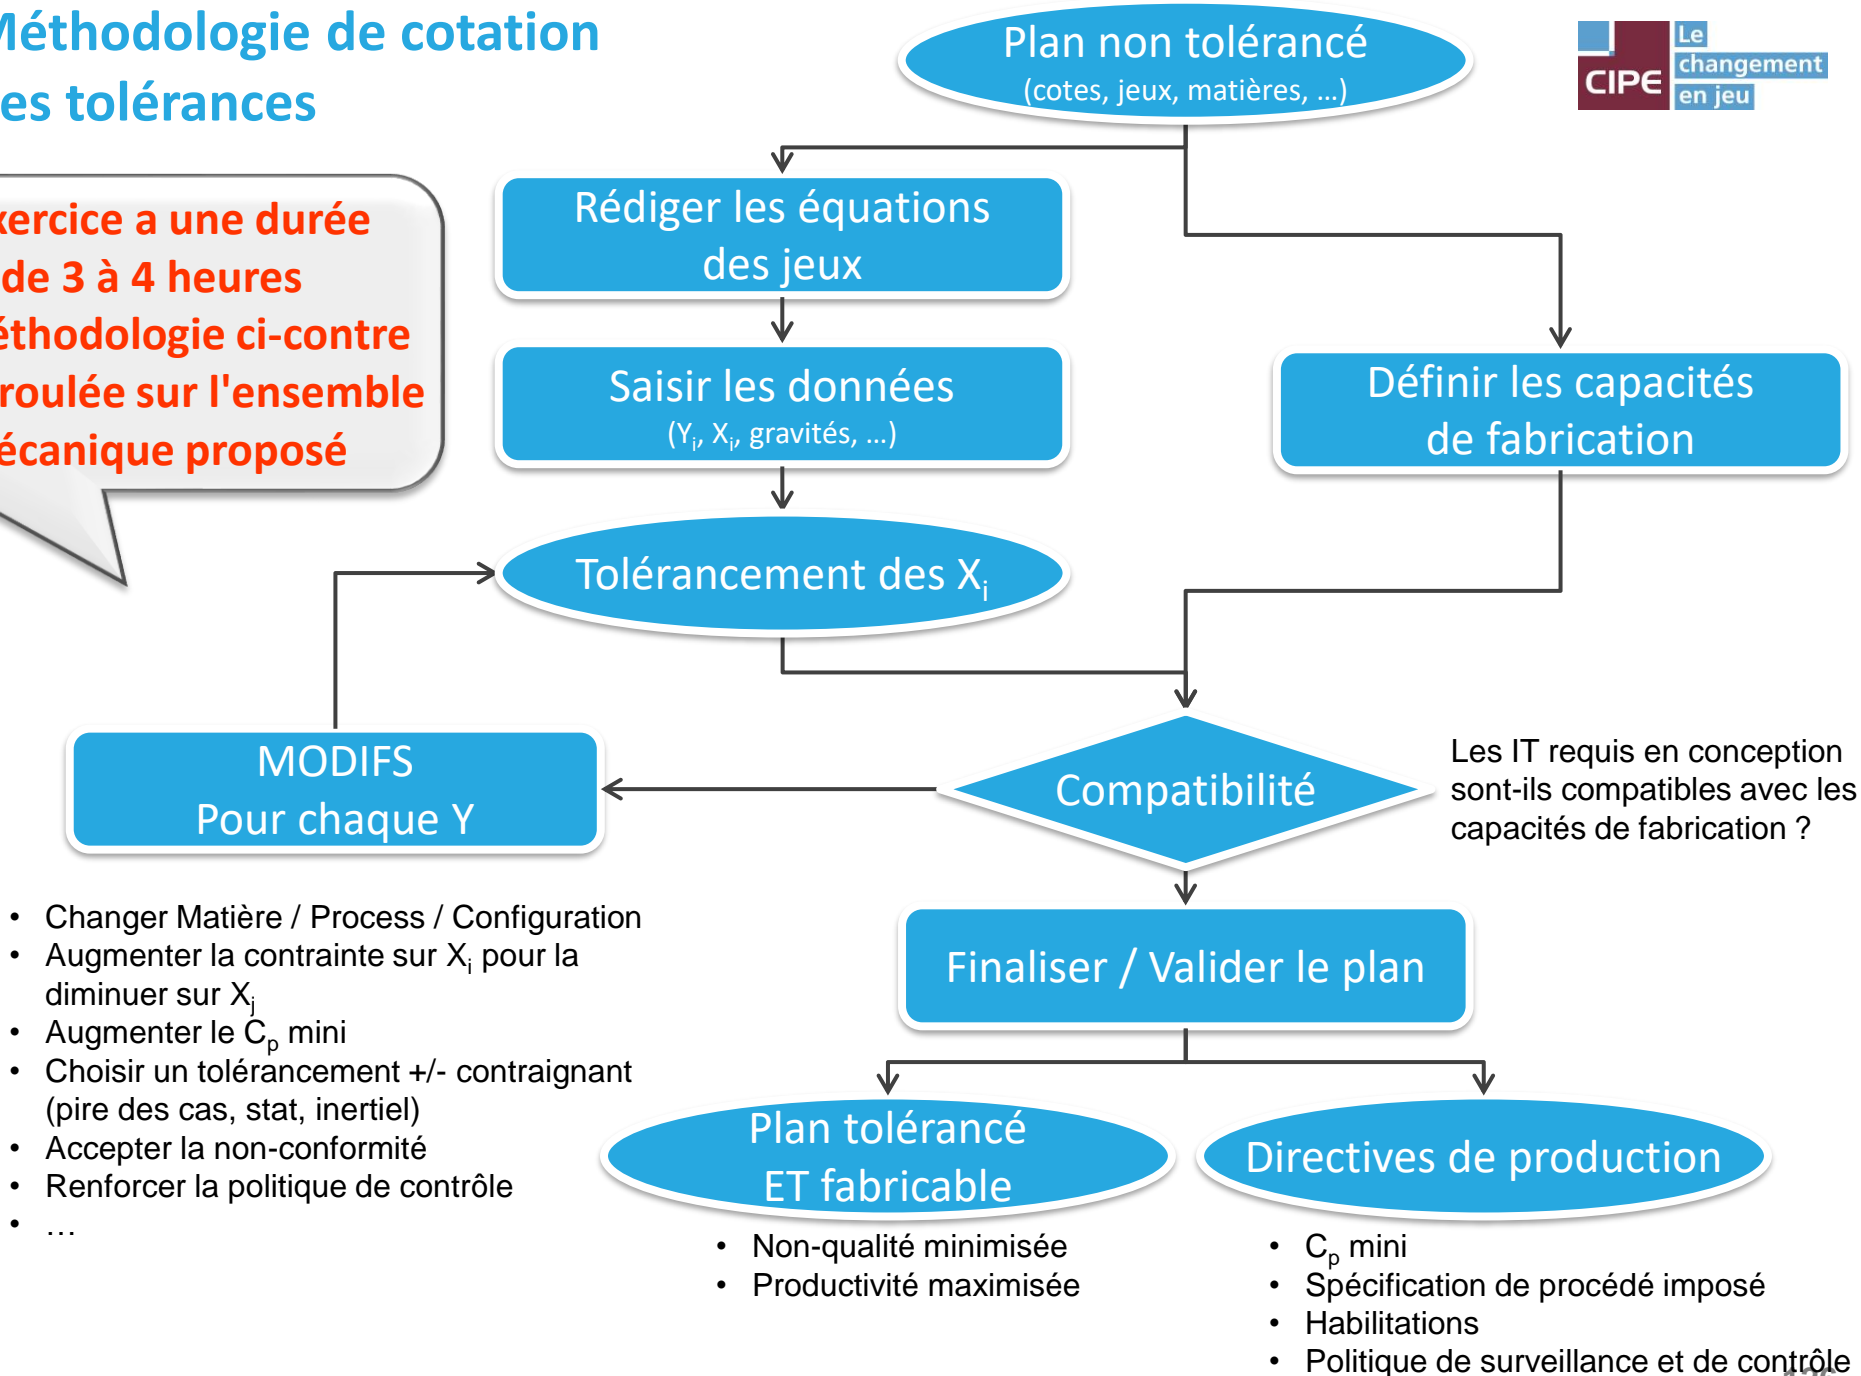 Méthodologie de cotation
es tolérances
Plan non tolérancé
(cotes, jeux, matières, ...)
CIPE
Le
changement
en jeu
xercice a une durée
de 3 à 4 heures
éthodologie ci-contre
roulée sur l'ensemble
écanique proposé
Rédiger les équations
des jeux
Saisir les données
(Yi, Xi, gravités, ...)
Définir les capacités
de fabrication
Tolérancement des Xi
MODIFS
Pour chaque Y
Compatibilité
Les IT requis en conception
sont-ils compatibles avec les
capacités de fabrication ?
• Changer Matière / Process / Configuration
• Augmenter la contrainte sur Xi pour la
diminuer sur Xj
• Augmenter le Cp mini
• Choisir un tolérancement +/- contraignant
(pire des cas, stat, inertiel)
• Accepter la non-conformité
• Renforcer la politique de contrôle
• …
Finaliser / Valider le plan
Plan tolérancé
ET fabricable
• Non-qualité minimisée
• Productivité maximisée
Directives de production
• Cp mini
• Spécification de procédé imposé
• Habilitations
• Politique de surveillance et de contrôle